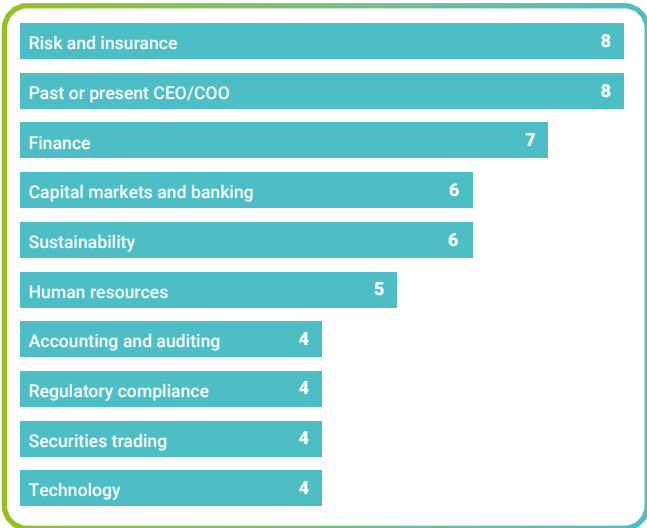 Risk and insurance 8
Past or present CEO/COO 8
Finance 7
Capital markets and banking 6
Sustainability 6
Human resources 5
Accounting and auditing 4
Regulatory compliance 4
Securities trading 4
Technology 4